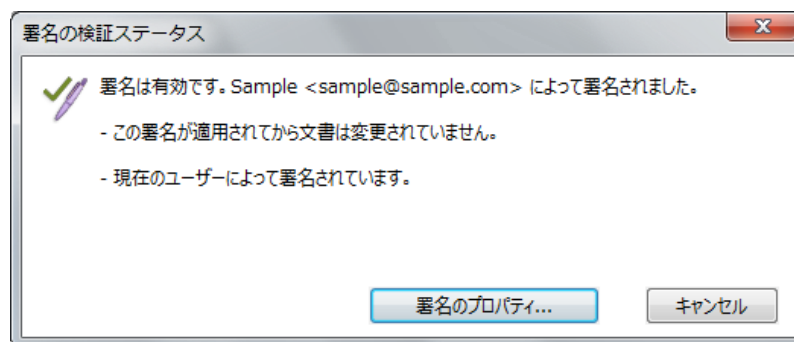 署名の検証ステータス
署名は有効です。Sample <sample@sample.com> によって署名されました。
- この署名が適用されてから文書は変更されていません。
- 現在のユーザーによって署名されています。
署名のプロパティ... キャンセル